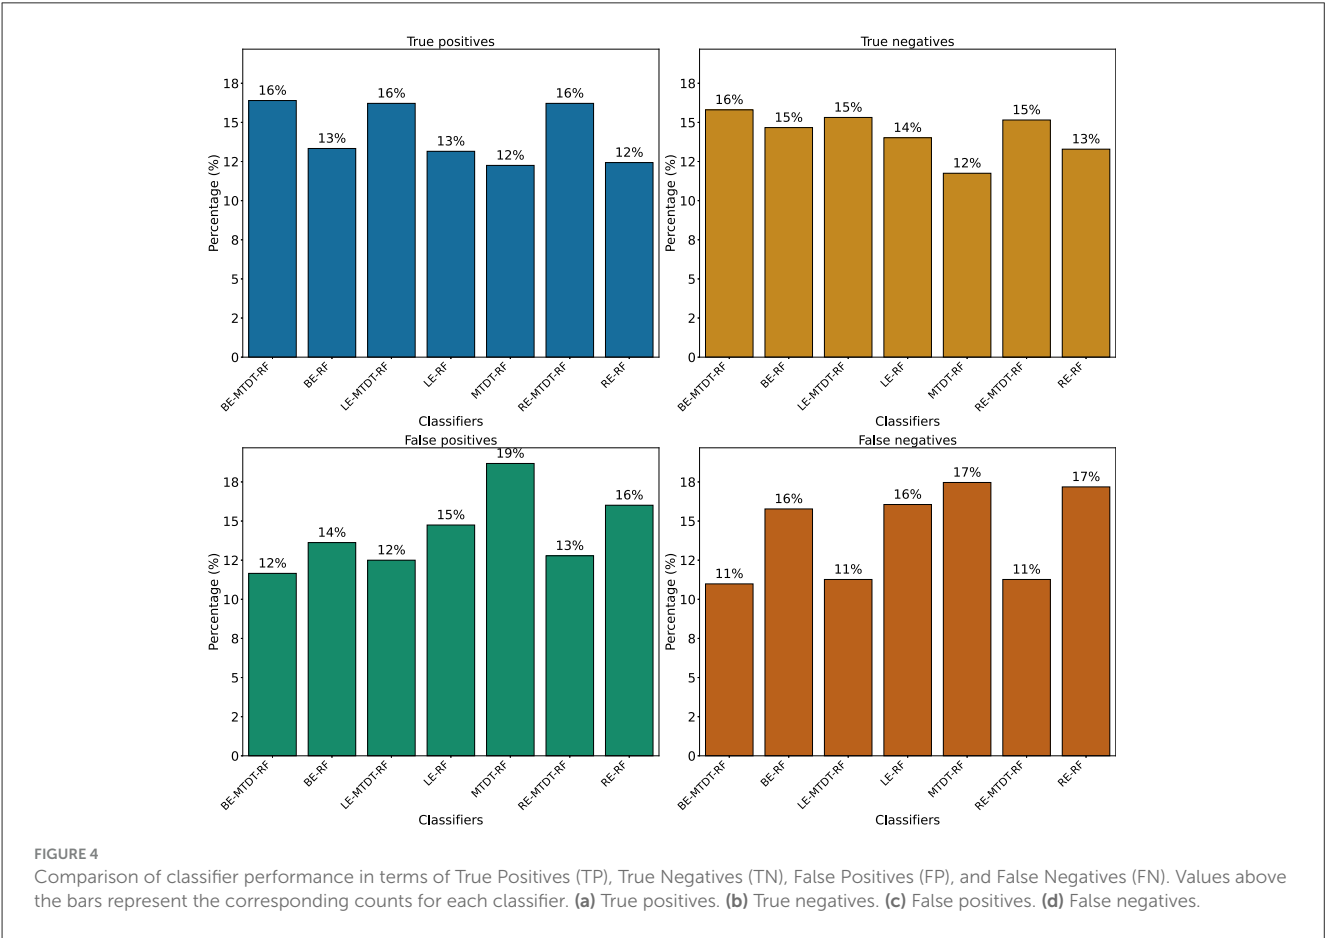 True positives
Percentage (%)
18
15
12
10
8
5
2
0
16%
13%
16%
13%
12%
16%
12%
BE-MTDT-RF
BE-RF
LE-MTDT-RF
LE-RF
MTDT-RF
RE-MTDT-RF
RE-RF
Classifiers
True negatives
Percentage (%)
18
15
12
10
8
5
2
0
16%
15%
15%
14%
12%
15%
13%
BE-MTDT-RF
BE-RF
LE-MTDT-RF
LE-RF
MTDT-RF
RE-MTDT-RF
RE-RF
Classifiers
False positives
Percentage (%)
18
15
12
10
8
5
2
0
12%
14%
12%
15%
19%
13%
16%
BE-MTDT-RF
BE-RF
LE-MTDT-RF
LE-RF
MTDT-RF
RE-MTDT-RF
RE-RF
Classifiers
False negatives
Percentage (%)
18
15
12
10
8
5
2
0
11%
16%
11%
16%
17%
11%
17%
BE-MTDT-RF
BE-RF
LE-MTDT-RF
LE-RF
MTDT-RF
RE-MTDT-RF
RE-RF
Classifiers
FIGURE 4
Comparison of classifier performance in terms of True Positives (TP), True Negatives (TN), False Positives (FP), and False Negatives (FN). Values above
the bars represent the corresponding counts for each classifier. (a) True positives. (b) True negatives. (c) False positives. (d) False negatives.